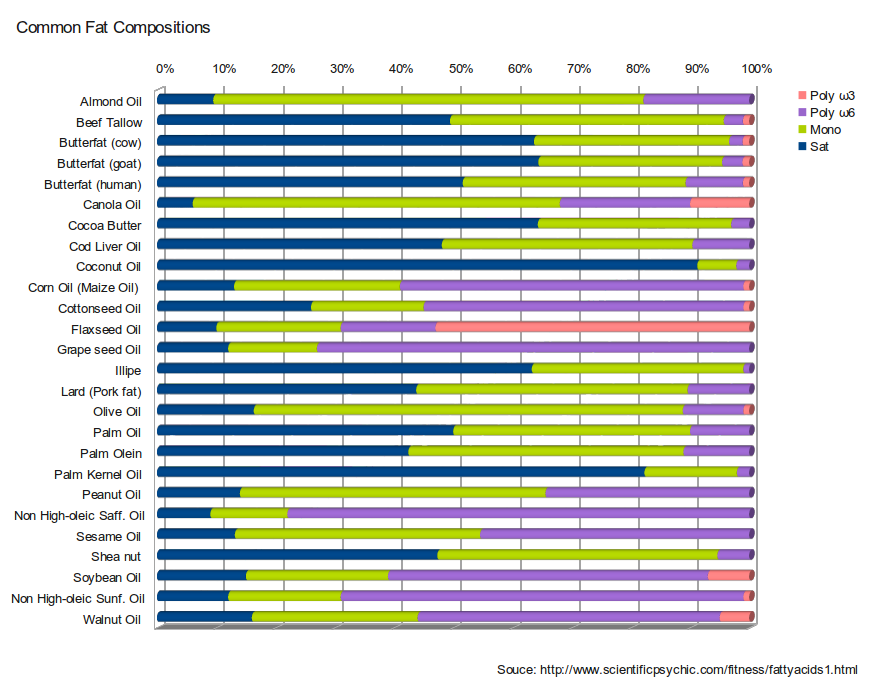 Common Fat Compositions
0% 10% 20% 30% 40% 50% 60% 70% 80% 90% 100%
Almond Oil
Beef Tallow
Butterfat (cow)
Butterfat (goat)
Butterfat (human)
Canola Oil
Cocoa Butter
Cod Liver Oil
Coconut Oil
Corn Oil (Maize Oil)
Cottonseed Oil
Flaxseed Oil
Grape seed Oil
Illipe
Lard (Pork fat)
Olive Oil
Palm Oil
Palm Olein
Palm Kernel Oil
Peanut Oil
Non High-oleic Saff. Oil
Sesame Oil
Shea nut
Soybean Oil
Non High-oleic Sunf. Oil
Walnut Oil
Poly ω3
Poly ω6
Mono
Sat
Souce: http://www.scientificpsychic.com/fitness/fattyacids1.html